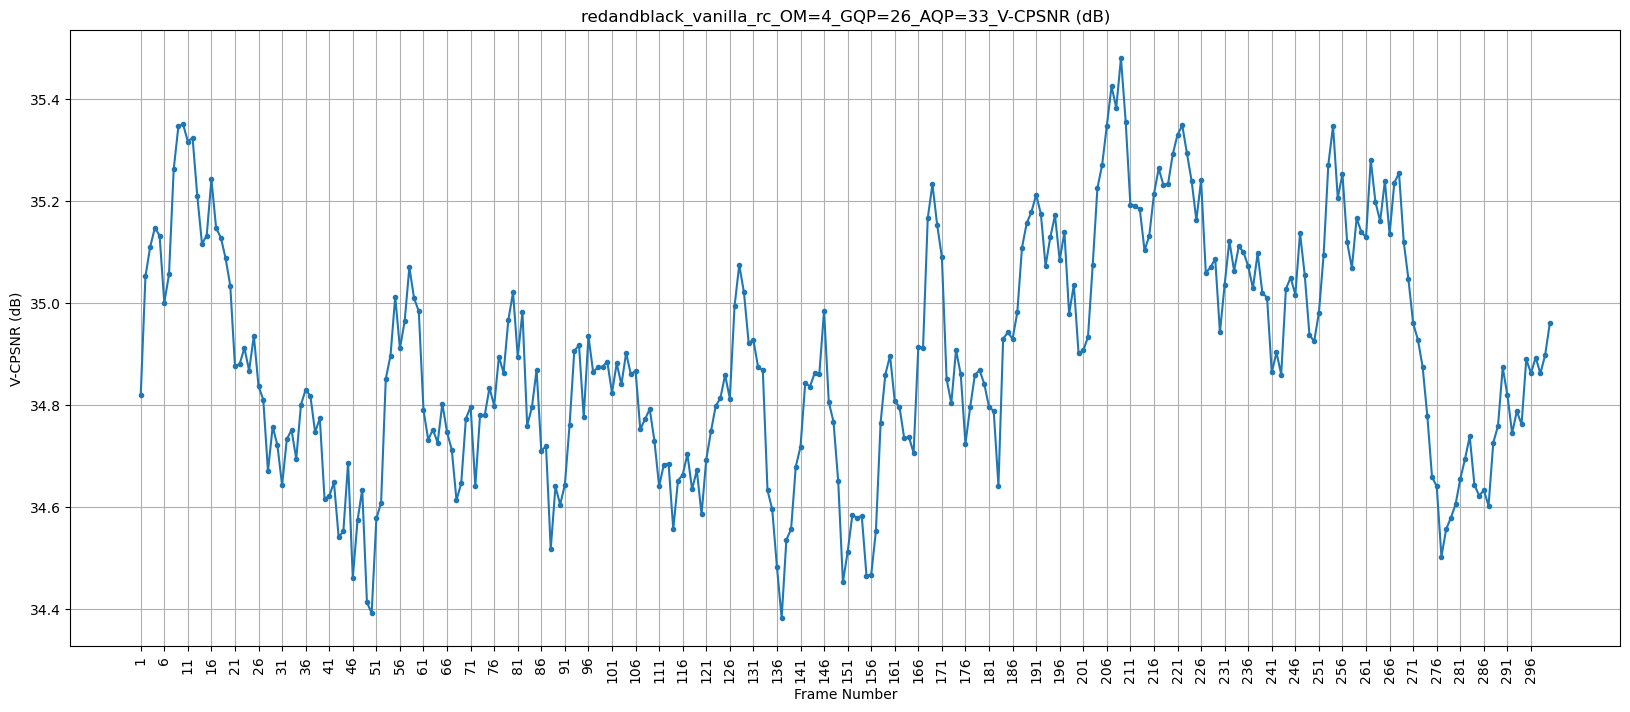 redandblack_vanilla_rc_OM=4_GQP=26_AQP=33_V-CPSNR (dB)
V-CPSNR (dB)
35.4
35.2
35.0
34.8
34.6
34.4
1 6 11 16 21 26 31 36 41 46 51 56 61 66 71 76 81 86 91 96 101 106 111 116 121 126 131 136 141 146 151 156 161 166 171 176 181 186 191 196 201 206 211 216 221 226 231 236 241 246 251 256 261 266 271 276 281 286 291 296
Frame Number